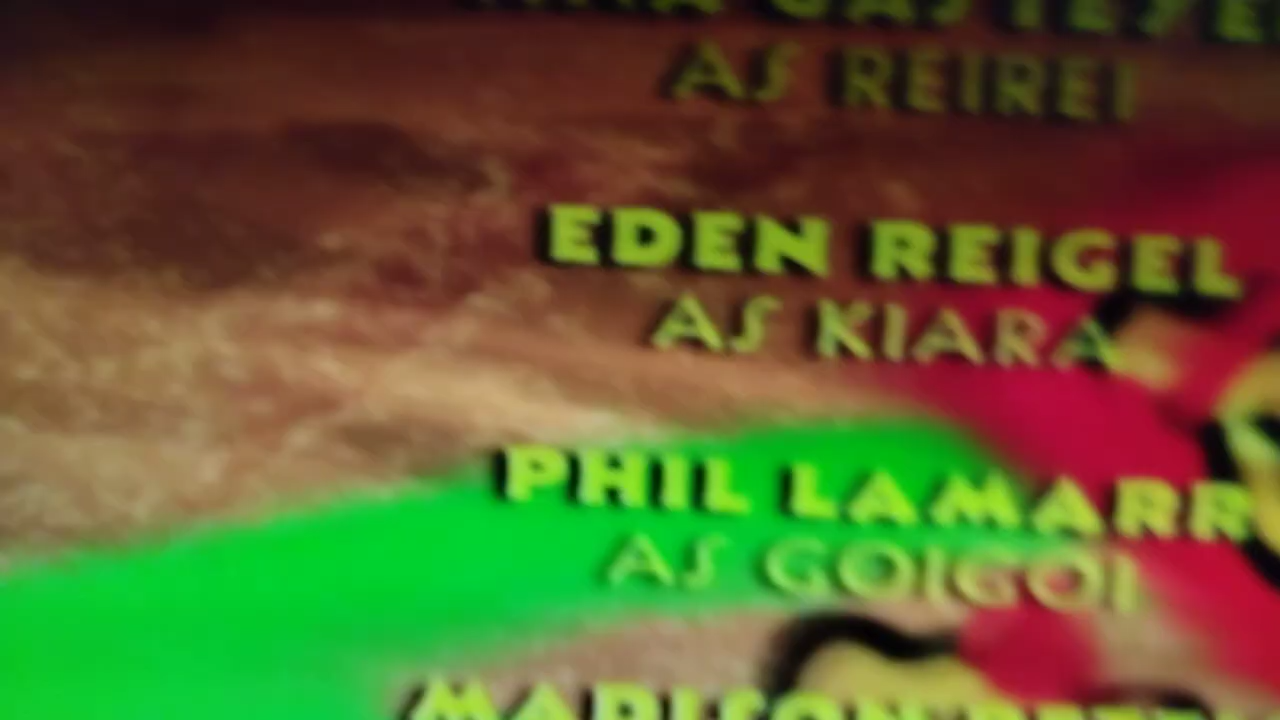 AS REIREI
EDEN REIGEL
AS KIARA
PHIL LAMARR
AS GOIGOI